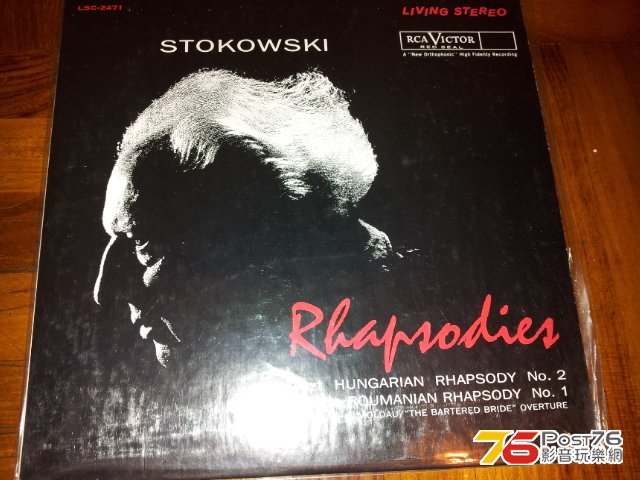 LSC-2471
LIVING STEREO
STOKOWSKI
RCA VICTOR
RED SEAL
A "New Orthophonic" High Fidelity Recording
Rhapsodies
HUNGARIAN RHAPSODY No. 2
ROUMANIAN RHAPSODY No. 1
MOLDAU/"THE BARTERED BRIDE" OVERTURE
76 Post76
影音玩樂網